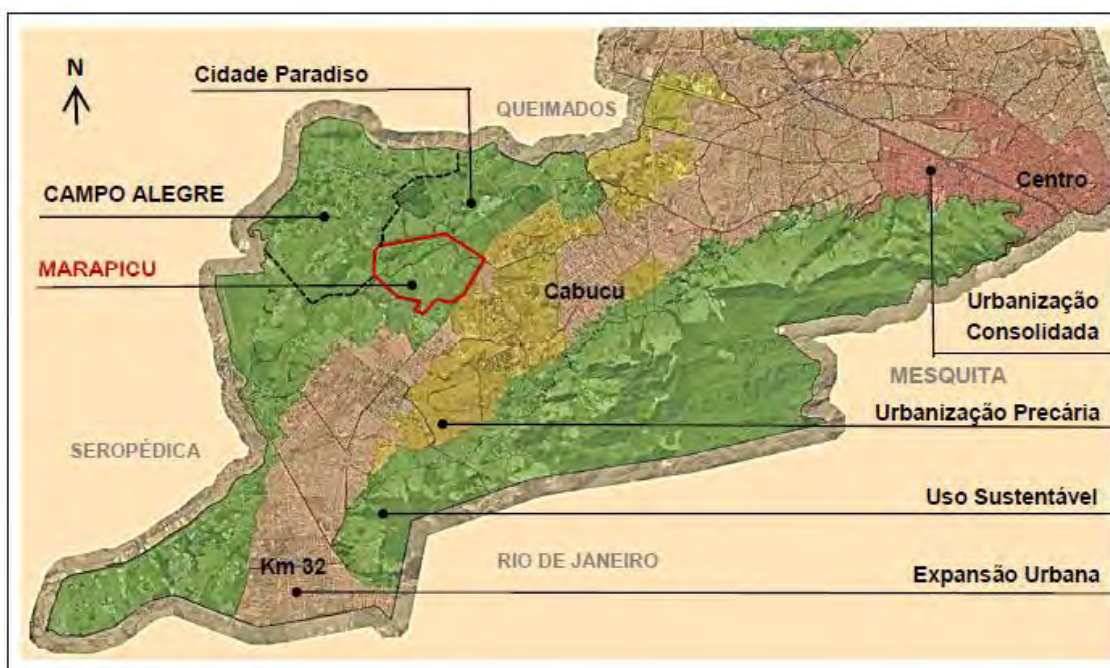 N
Cidade Paradiso
QUEIMADOS
CAMPO ALEGRE
Centro
MARAPICU
Cabucu
Urbanização
Consolidada
MESQUITA
Urbanização Precária
SEROPÉDICA
Uso Sustentável
Km 32
RIO DE JANEIRO
Expansão Urbana